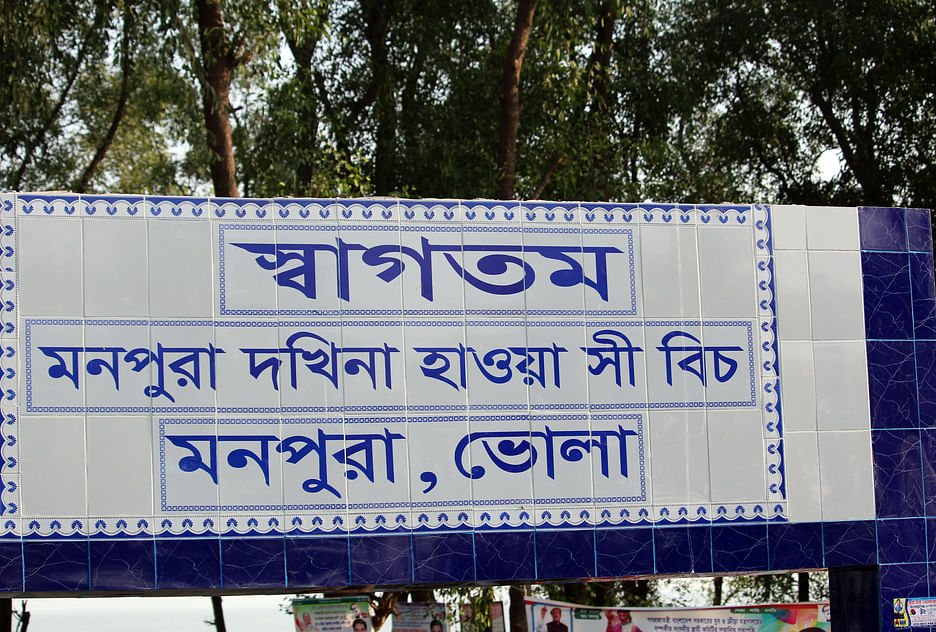 স্বাগতম
মনপুরা দখিনা হাওয়া সী বিচ
মনপুরা, ভোলা